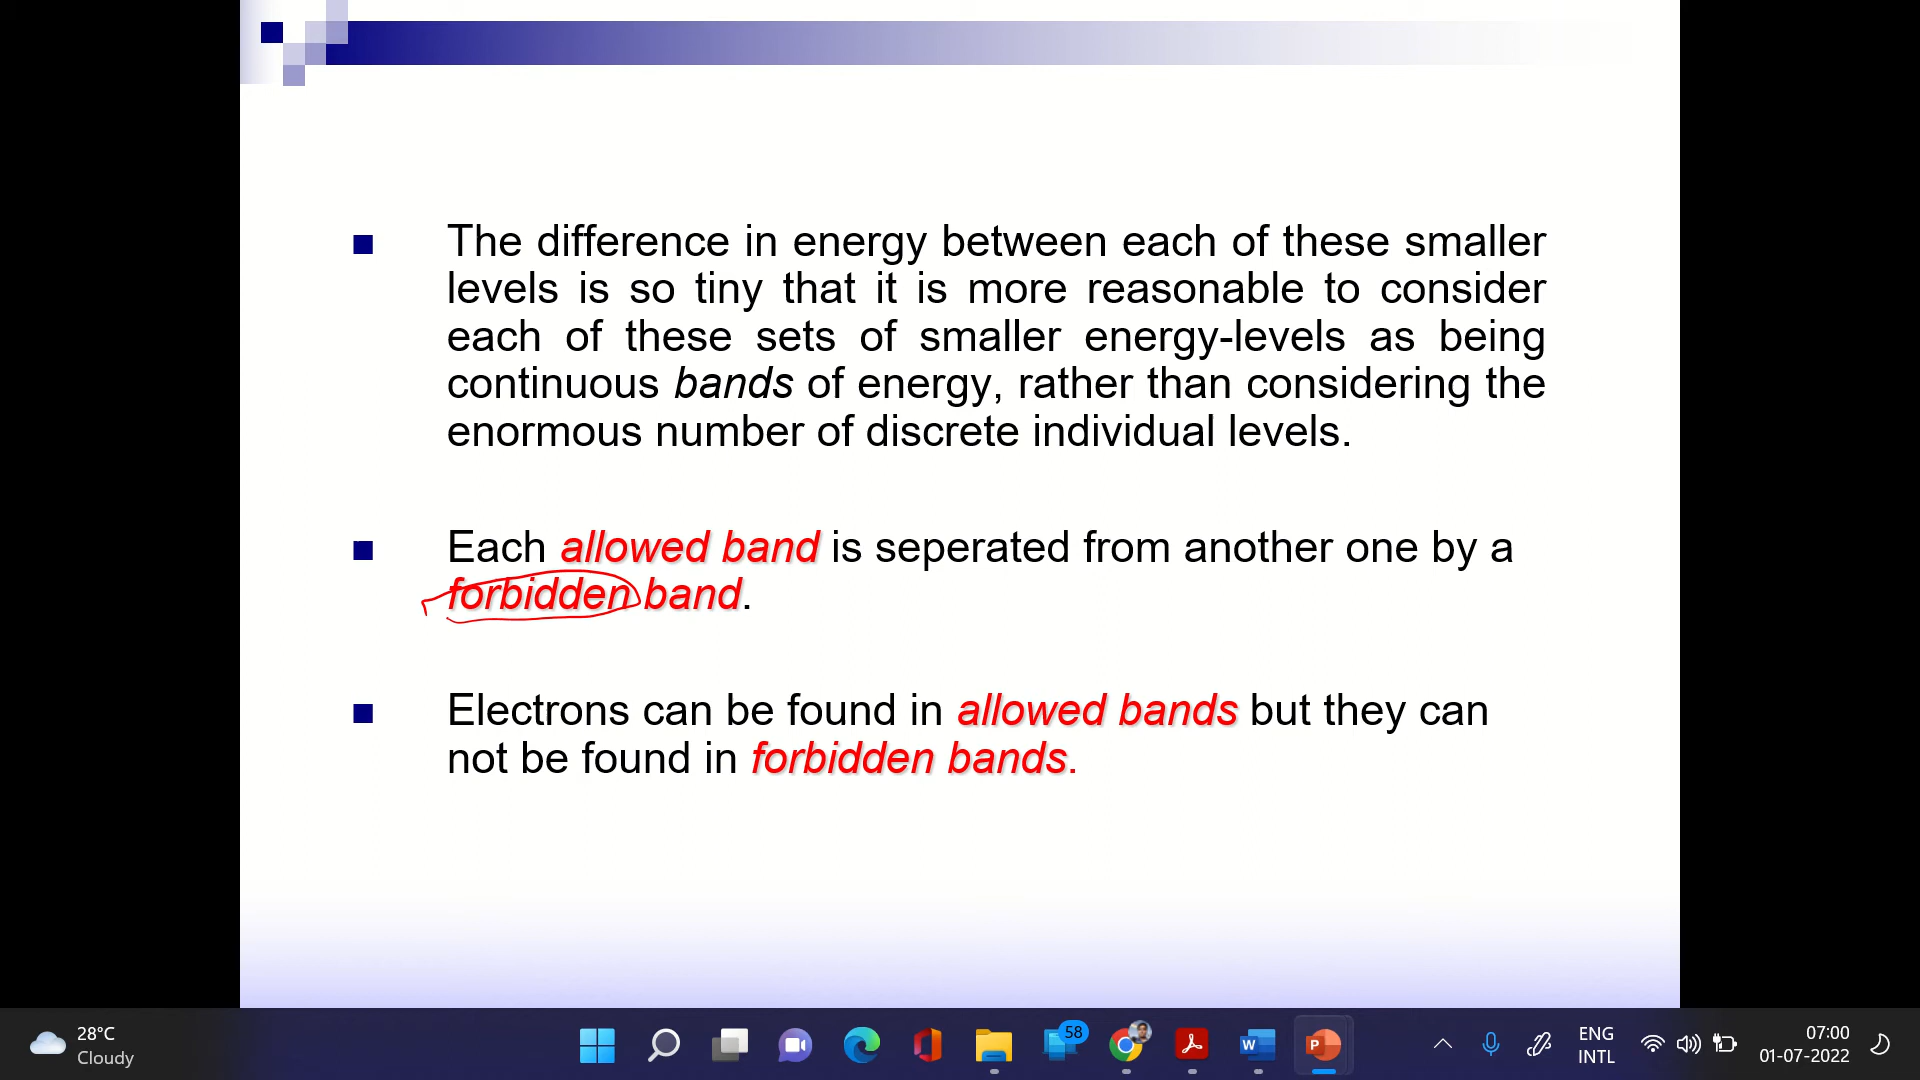 The difference in energy between each of these smaller
levels is so tiny that it is more reasonable to consider
each of these sets of smaller energy-levels as being
continuous bands of energy, rather than considering the
enormous number of discrete individual levels.
Each allowed band is seperated from another one by a
forbidden band.
Electrons can be found in allowed bands but they can
not be found in forbidden bands.
28°C
Cloudy
58
W
P
ENG
INTL
07:00
01-07-2022